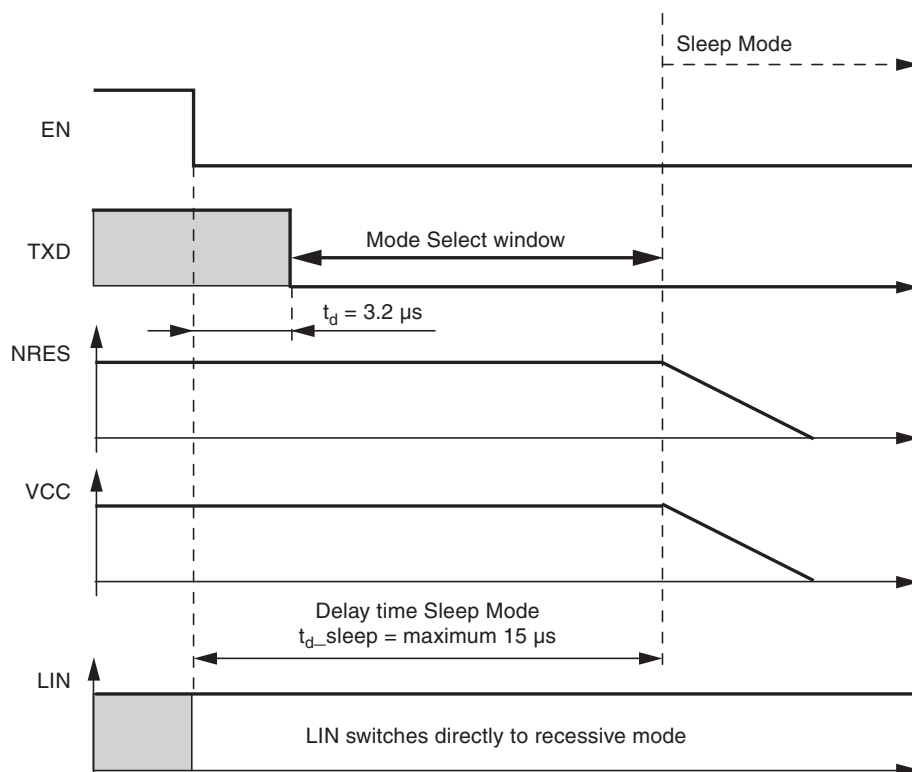 Sleep Mode
EN
TXD
Mode Select window
t_d = 3.2 µs
NRES
VCC
Delay time Sleep Mode
t_d_sleep = maximum 15 µs
LIN
LIN switches directly to recessive mode